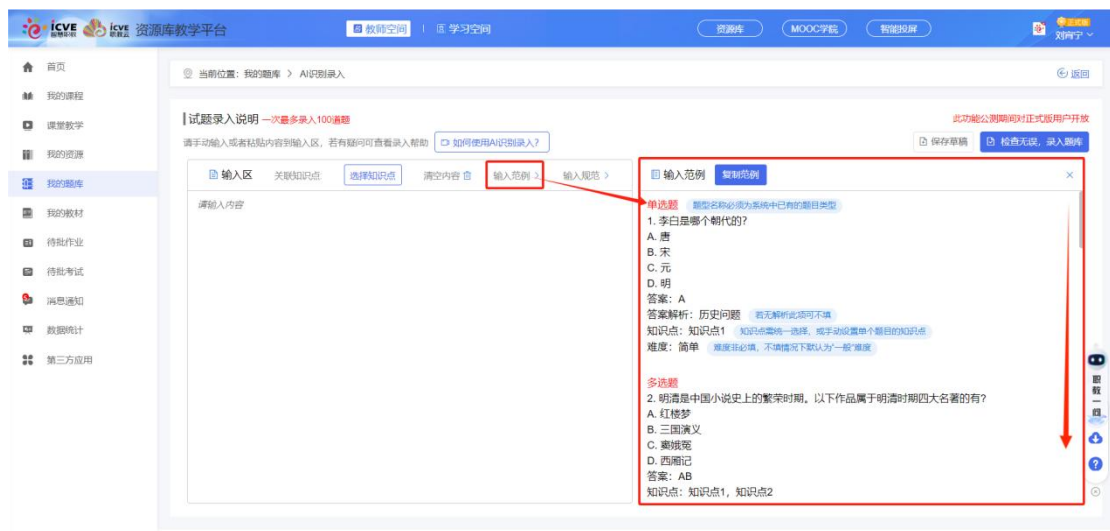 icve 智慧职教 icve 职教云 资源库教学平台 教师空间 学习空间 资源库 MOOC学院 智能投屏 正式版
刘向宁
首页
我的课程
课堂教学
我的资源
我的题库
我的教材
待批作业
待批考试
消息通知
数据统计
第三方应用
当前位置：我的题库 > AI识别录入 返回
试题录入说明 一次最多录入100道题 此功能公测期间对正式版用户开放
请手动输入或者粘贴内容到输入区，若有疑问可查看录入帮助 如何使用AI识别录入？ 保存草稿 检查无误，录入题库
输入区 关联知识点 选择知识点 清空内容 输入范例 > 输入规范 >
请输入内容
输入范例 复制范例 ×
单选题 题型名称必须为系统中已有的题目类型
1. 李白是哪个朝代的?
A. 唐
B. 宋
C. 元
D. 明
答案：A
答案解析：历史问题 若无解析此项可不填
知识点：知识点1 知识点需统一选择，或手动设置单个题目的知识点
难度：简单 难度非必填，不填情况下默认为“一般”难度
多选题
2. 明清是中国小说史上的繁荣时期，以下作品属于明清时期四大名著的有?
A. 红楼梦
B. 三国演义
C. 窦娥冤
D. 西厢记
答案：AB
知识点：知识点1，知识点2
职教一问